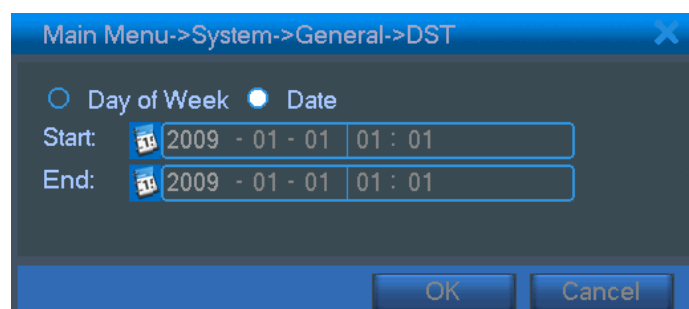 Main Menu->System->General->DST
Day of Week Date
Start: 2009 - 01 - 01 01 : 01
End: 2009 - 01 - 01 01 : 01
OK Cancel